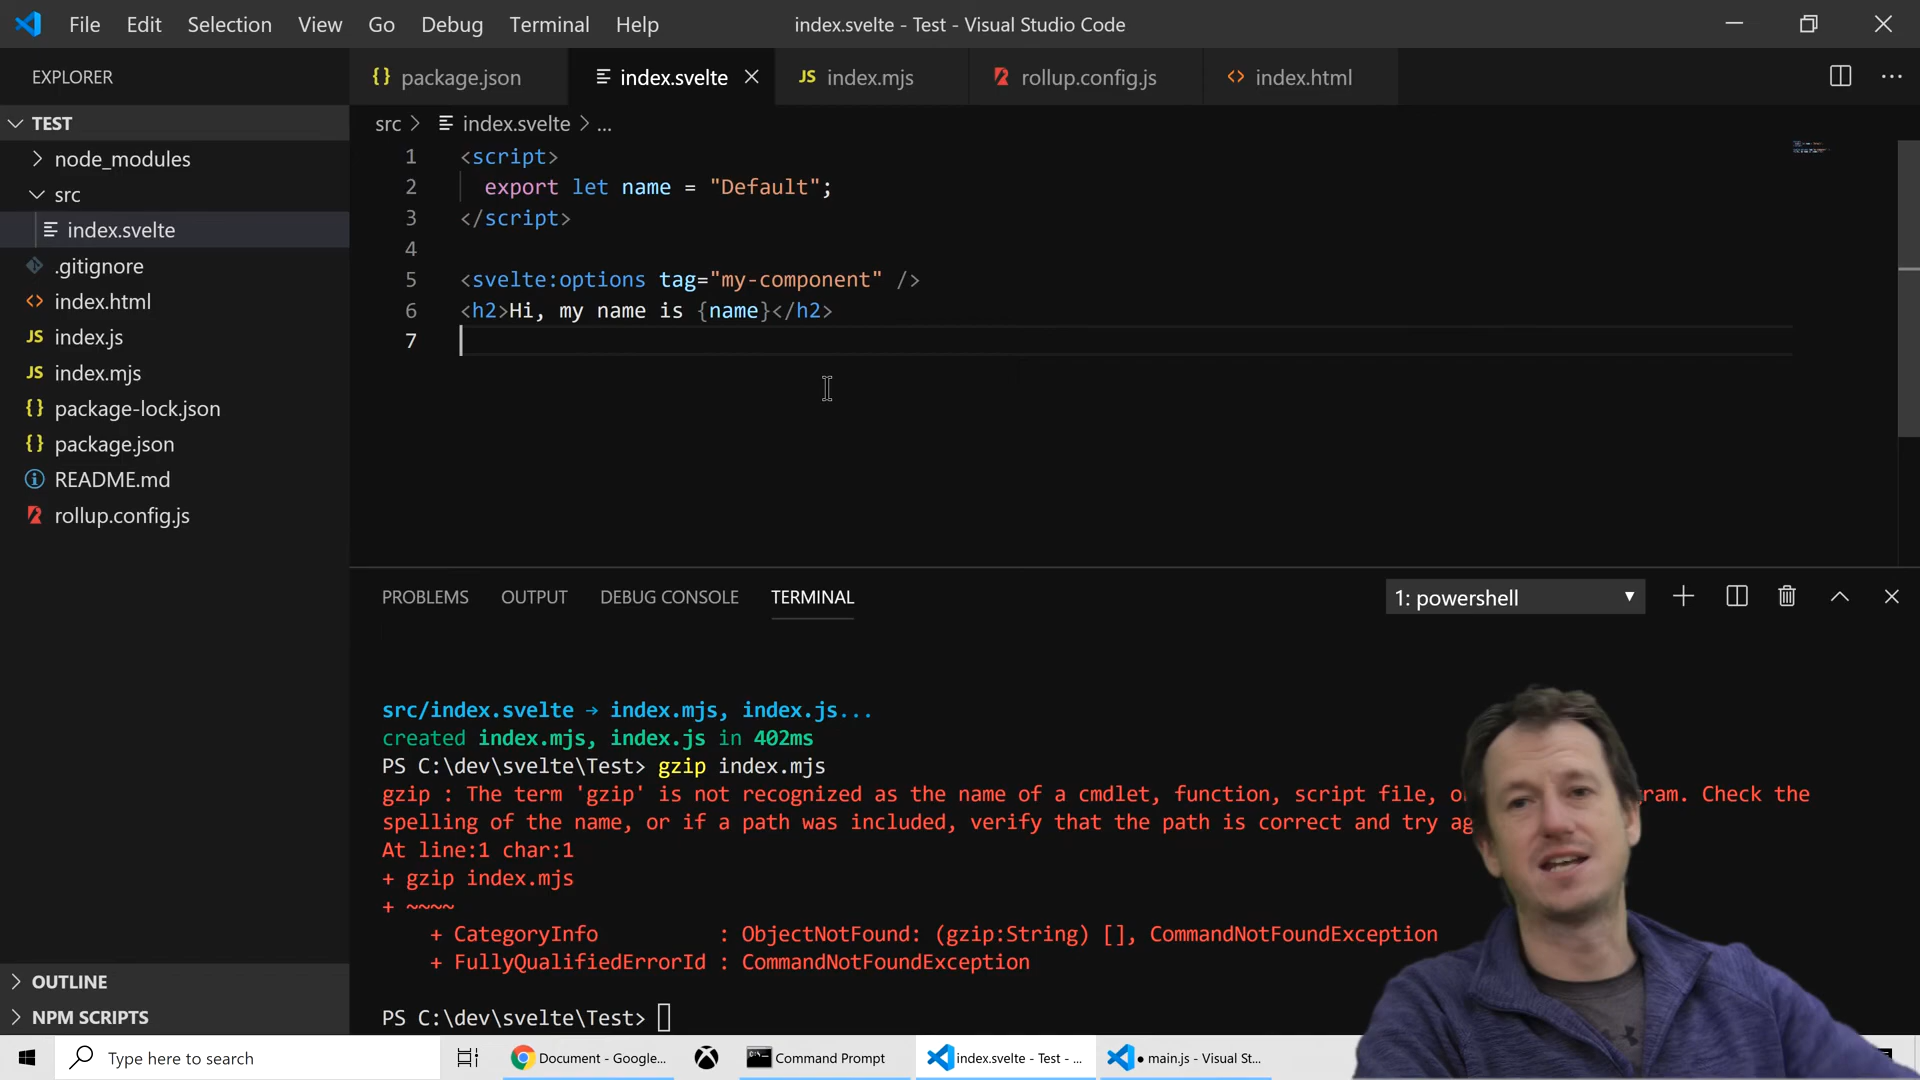 File Edit Selection View Go Debug Terminal Help
index.svelte - Test - Visual Studio Code
EXPLORER
TEST
node_modules
src
index.svelte
.gitignore
index.html
JS index.js
JS index.mjs
{} package-lock.json
{} package.json
README.md
rollup.config.js
OUTLINE
NPM SCRIPTS
{} package.json
index.svelte
JS index.mjs
rollup.config.js
<> index.html
src > index.svelte > ...
1 <script>
2 export let name = "Default";
3 </script>
4
5 <svelte:options tag="my-component" />
6 <h2>Hi, my name is {name}</h2>
7
PROBLEMS OUTPUT DEBUG CONSOLE TERMINAL
1: powershell
src/index.svelte → index.mjs, index.js...
created index.mjs, index.js in 402ms
PS C:\dev\svelte\Test> gzip index.mjs
gzip : The term 'gzip' is not recognized as the name of a cmdlet, function, script file, Check the
spelling of the name, or if a path was included, verify that the path is correct and try
At line:1 char:1
+ gzip index.mjs
+ ~~~~
+ CategoryInfo : ObjectNotFound: (gzip:String) [], CommandNotFoundException
+ FullyQualifiedErrorId : CommandNotFoundException
PS C:\dev\svelte\Test>
Type here to search
Document - Google...
Command Prompt
index.svelte - Test - ...
● main.js - Visual St...